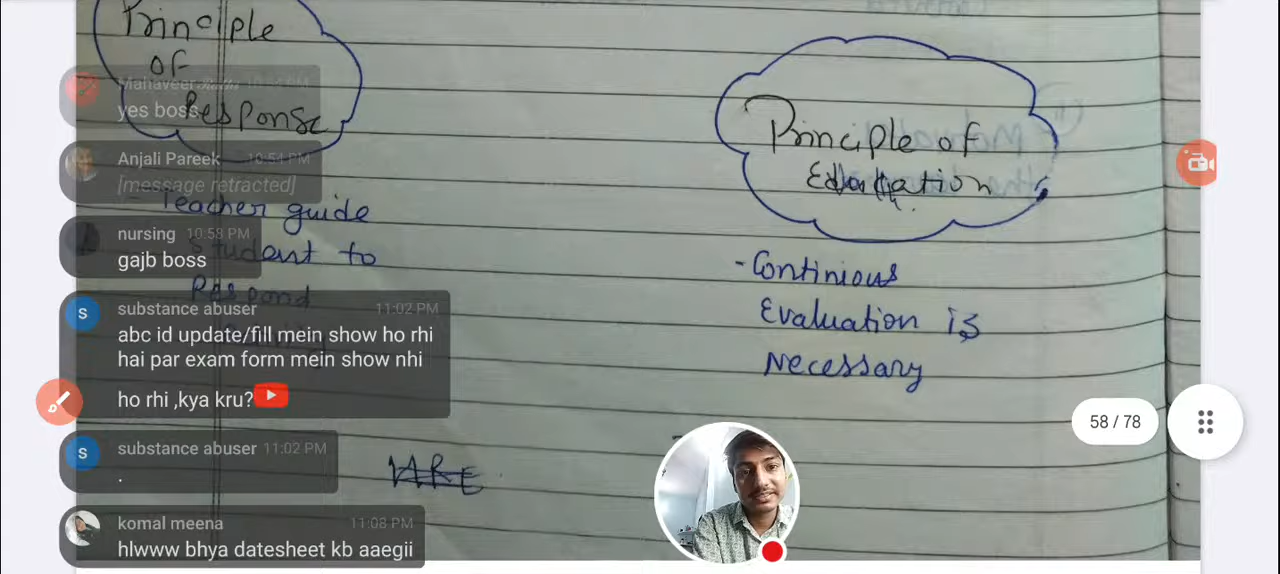 Principle
of
Response
Teacher guide
Student to
Respond
Principle of
Evaluation
- Continious
Evaluation is
Necessary
Mahaveer
yes boss
Anjali Pareek 10:54 PM
[message retracted]
nursing 10:58 PM
gajb boss
S
substance abuser 11:02 PM
abc id update/fill mein show ho rhi
hai par exam form mein show nhi
ho rhi ,kya kru?
S
substance abuser 11:02 PM
.
komal meena 11:08 PM
hlwww bhya datesheet kb aaegii
58 / 78